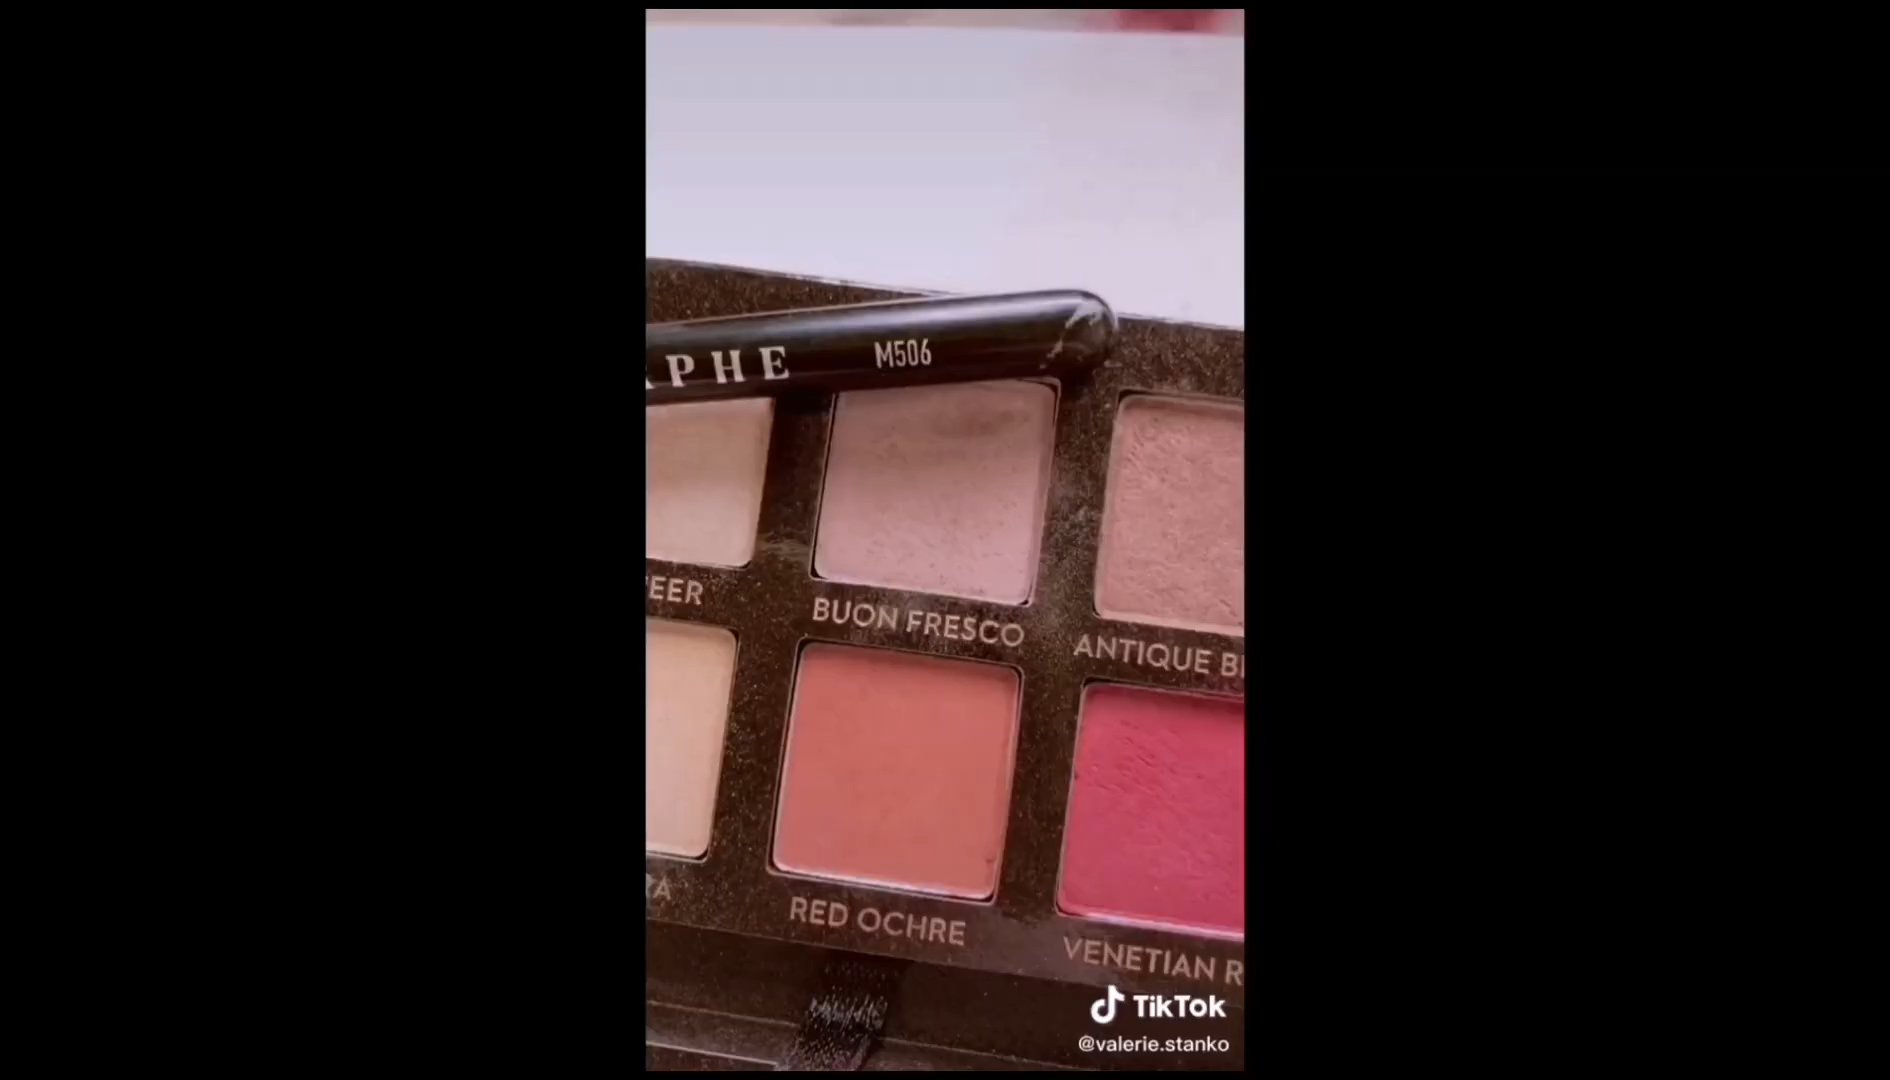 PHE M506
EER
BUON FRESCO
ANTIQUE
RED OCHRE
VENETIAN R
TikTok
@valerie.stanko